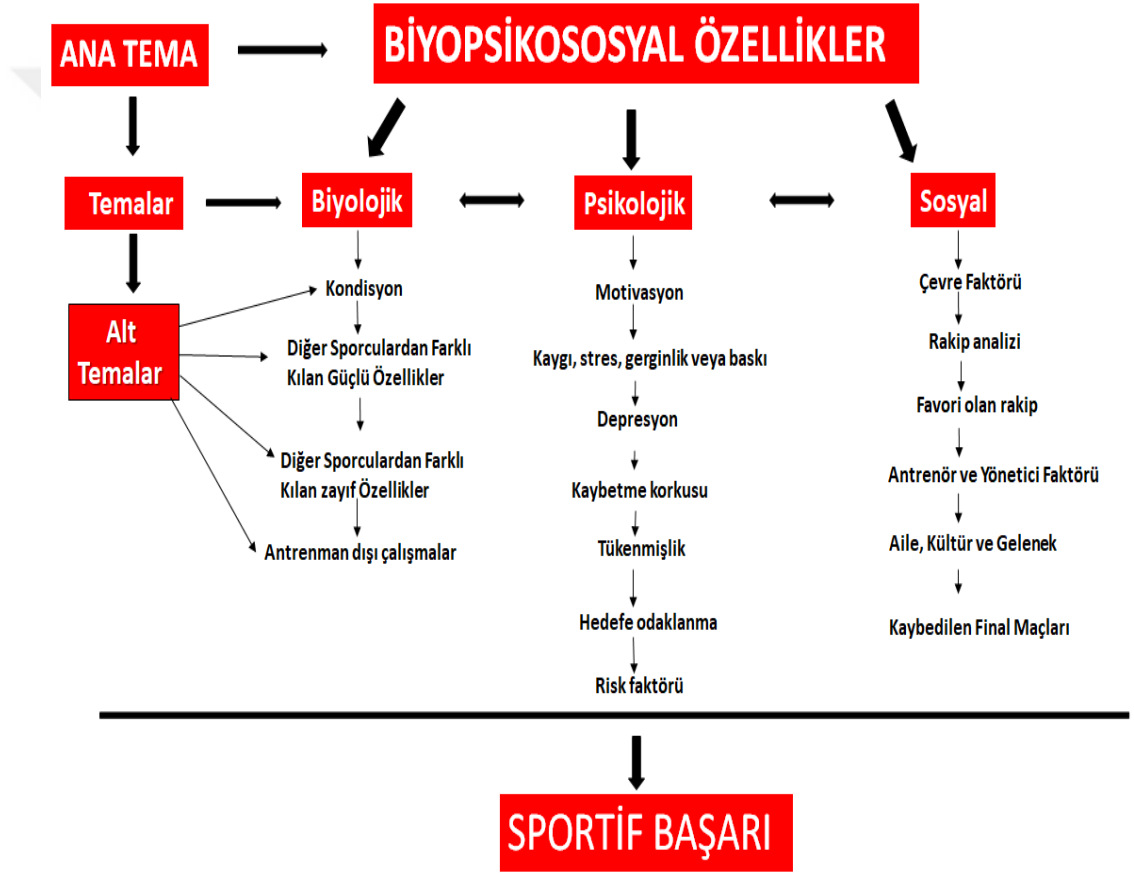 ANA TEMA
BİYOPSİKOSOSYAL ÖZELLİKLER
Temalar
Biyolojik
Psikolojik
Sosyal
Alt
Temalar
Kondisyon
Diğer Sporculardan Farklı
Kılan Güçlü Özellikler
Diğer Sporculardan Farklı
Kılan zayıf Özellikler
Antrenman dışı çalışmalar
Motivasyon
Kaygı, stres, gerginlik veya baskı
Depresyon
Kaybetme korkusu
Tükenmişlik
Hedefe odaklanma
Risk faktörü
Çevre Faktörü
Rakip analizi
Favori olan rakip
Antrenör ve Yönetici Faktörü
Aile, Kültür ve Gelenek
Kaybedilen Final Maçları
SPORTİF BAŞARI